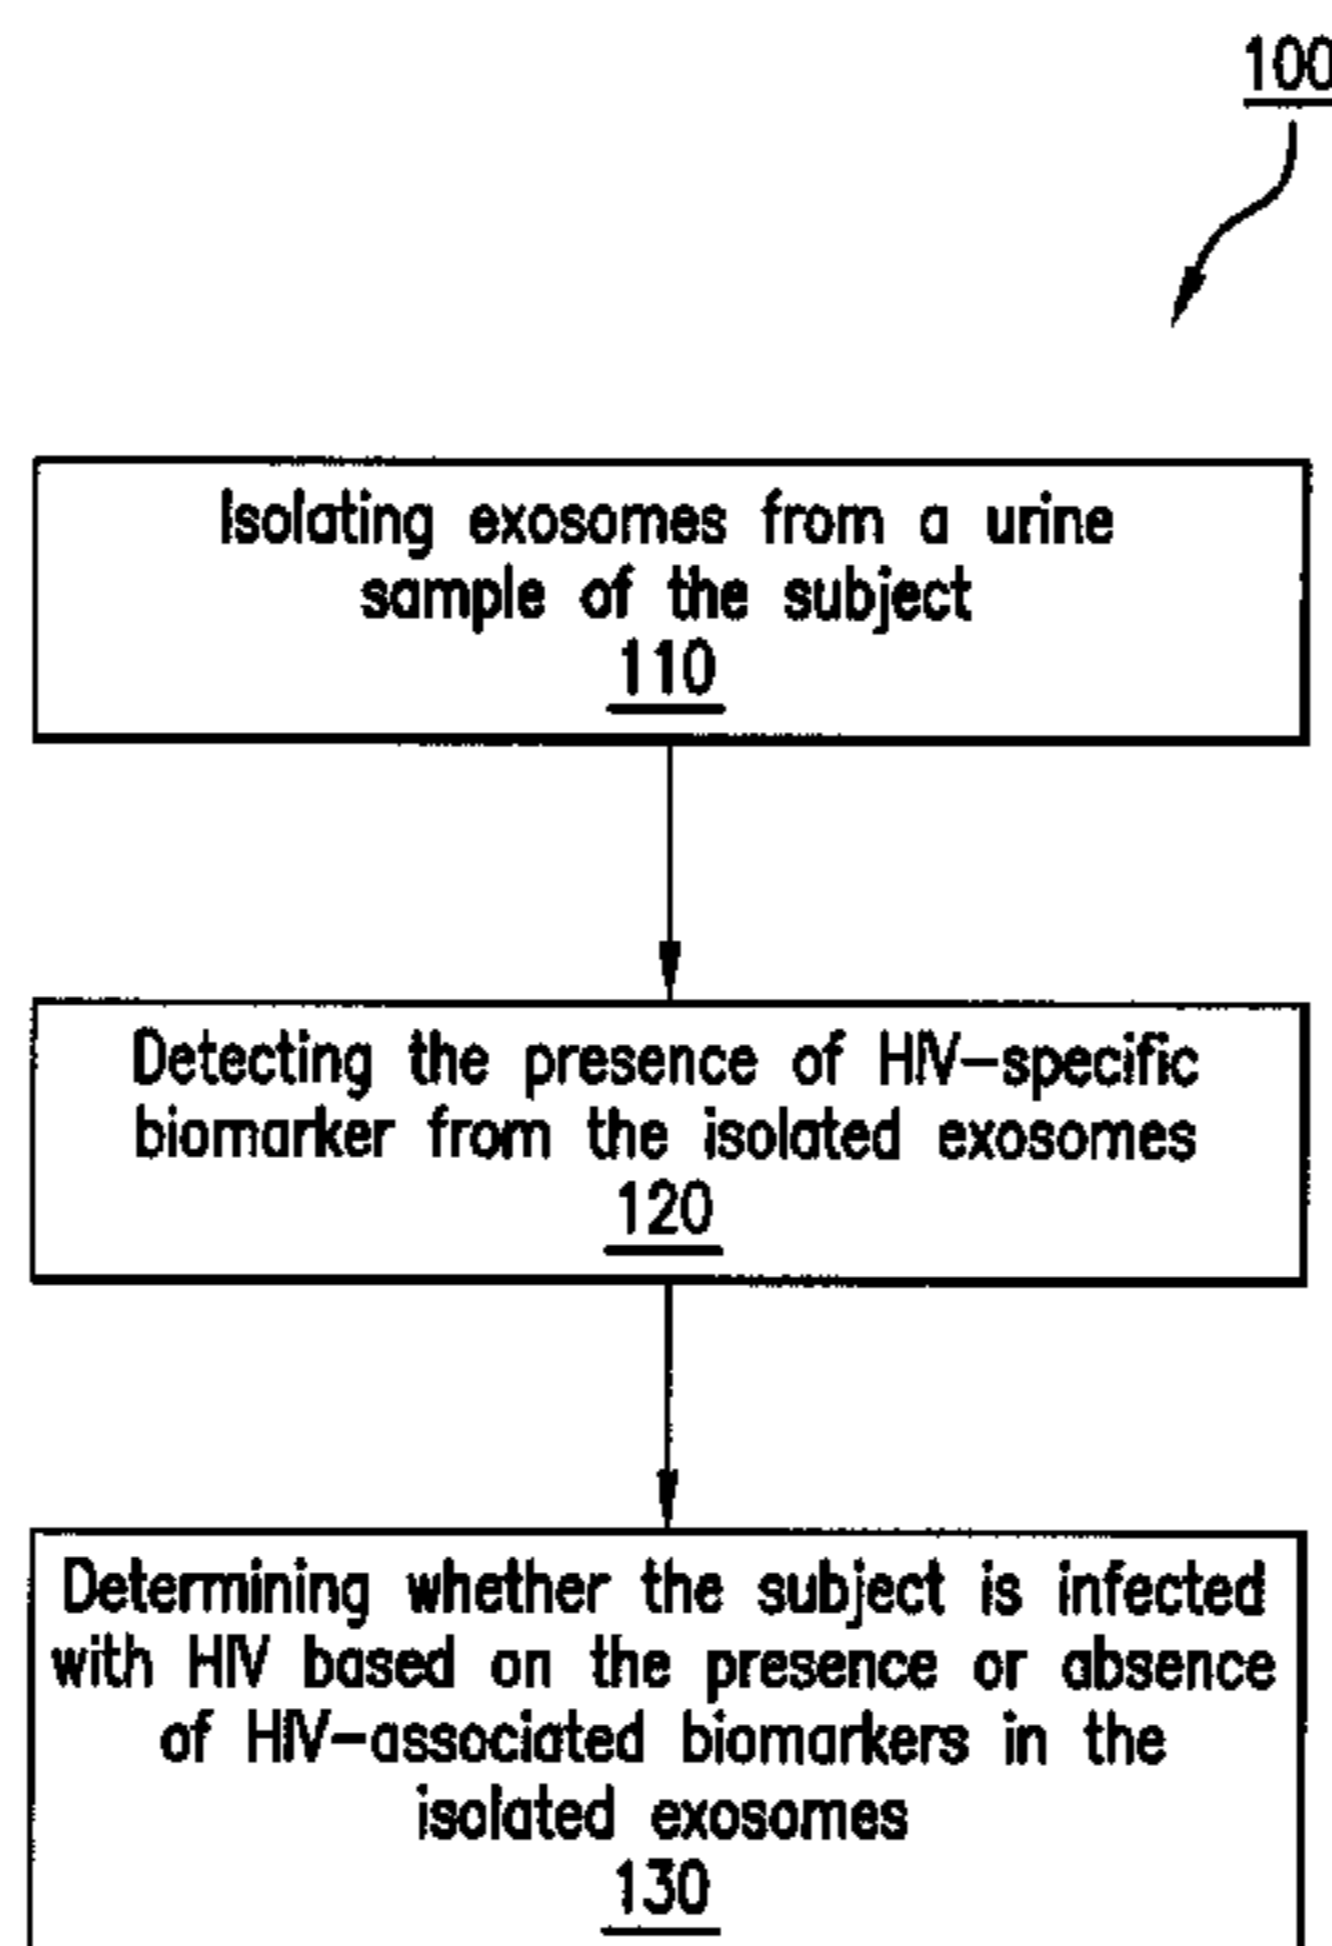 100
Isolating exosomes from a urine
sample of the subject
110
Detecting the presence of HIV-specific
biomarker from the isolated exosomes
120
Determining whether the subject is infected
with HIV based on the presence or absence
of HIV-associated biomarkers in the
isolated exosomes
130